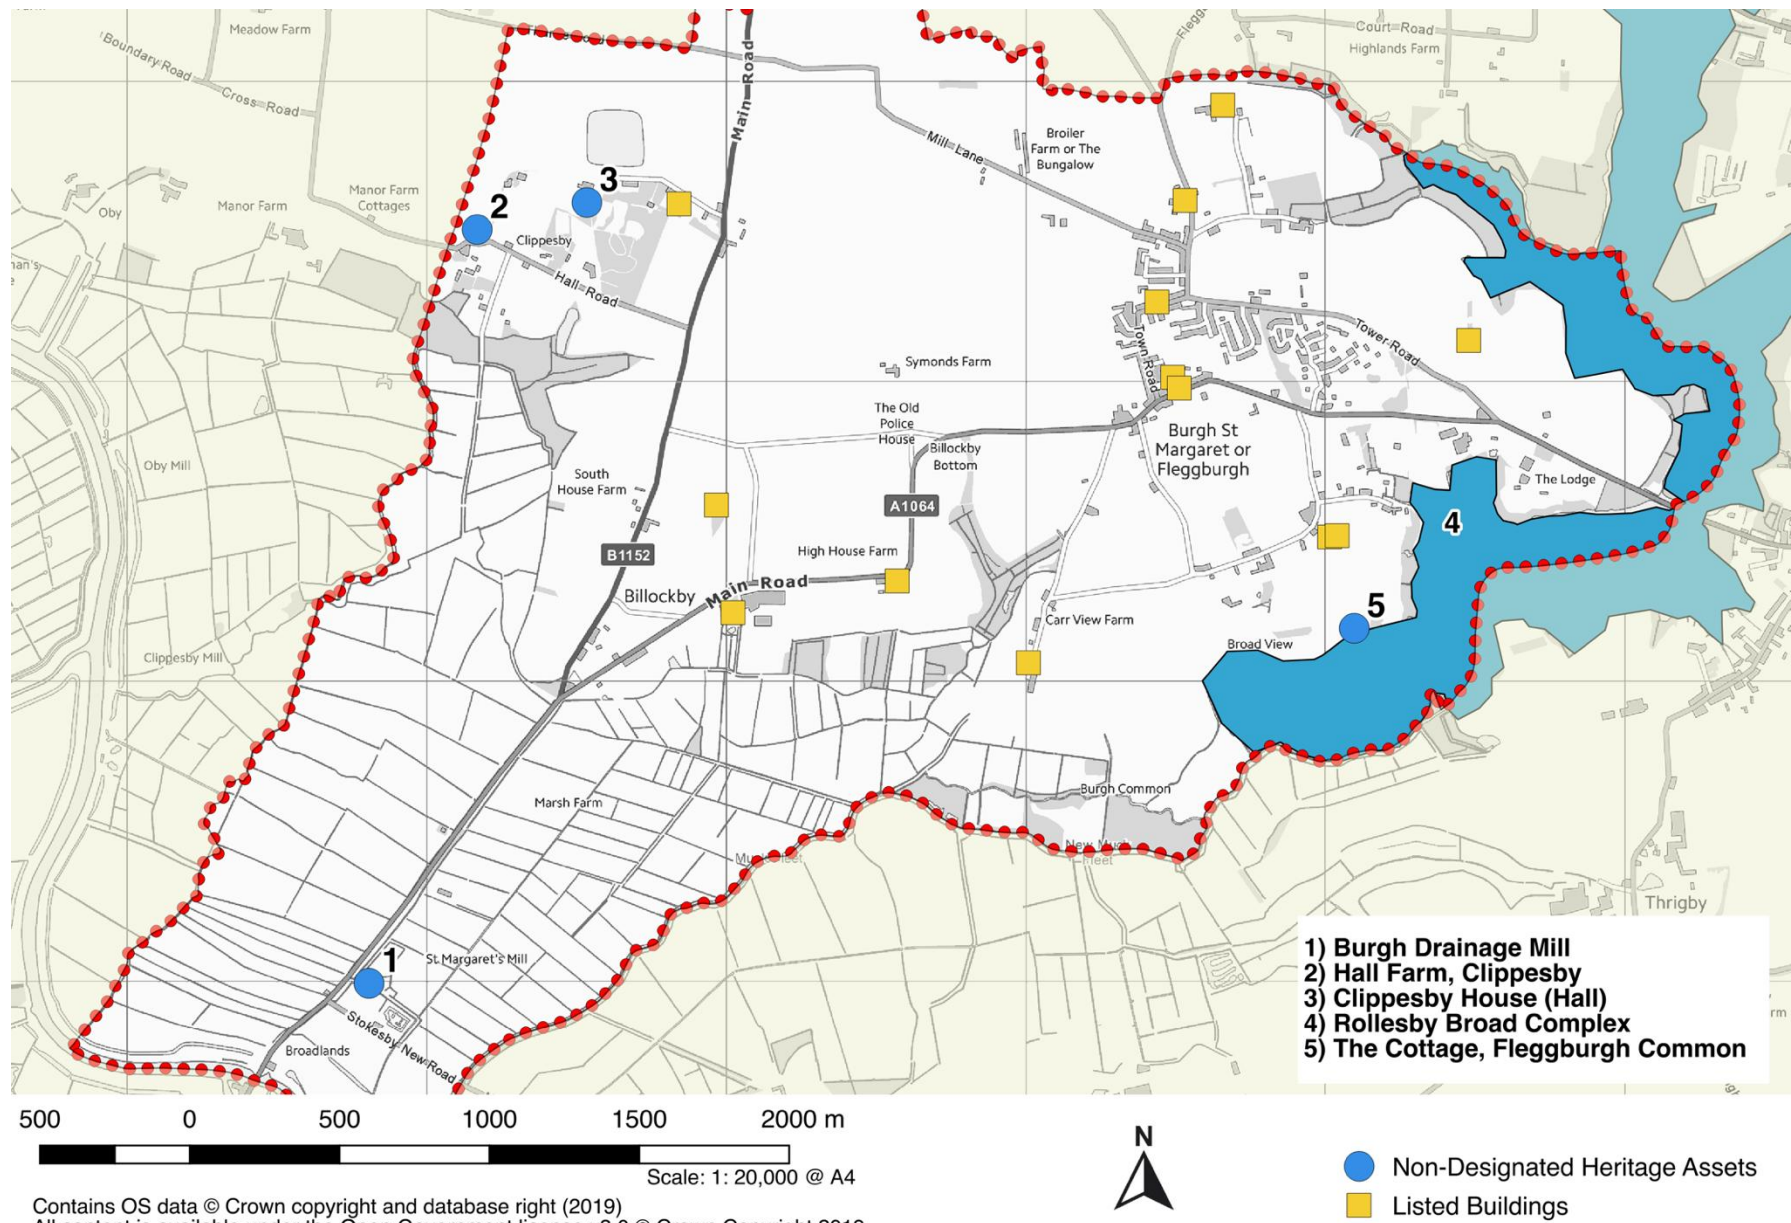 Meadow Farm
Boundary Road
Cross Road
Court Road
Highlands Farm
Main Road
Mill Lane
Broiler
Farm or The
Bungalow
Manor Farm
Cottages
Manor Farm
Oby
2
3
Clippesby
Hall Road
Tower Road
Town Road
Symonds Farm
The Old
Police
House
Billockby
Bottom
Burgh St
Margaret or
Fleggburgh
Oby Mill
South
House Farm
The Lodge
A1064
4
B1152
High House Farm
Main Road
Billockby
5
Carr View Farm
Broad View
Clippesby Mill
Marsh Farm
Burgh Common
New Muck
Fleet
Muck Fleet
Thrigby
1
St Margaret's Mill
Stokesby New Road
Broadlands
1) Burgh Drainage Mill
2) Hall Farm, Clippesby
3) Clippesby House (Hall)
4) Rollesby Broad Complex
5) The Cottage, Fleggburgh Common
500 0 500 1000 1500 2000 m
Scale: 1: 20,000 @ A4
N
Non-Designated Heritage Assets
Listed Buildings
Contains OS data © Crown copyright and database right (2019)